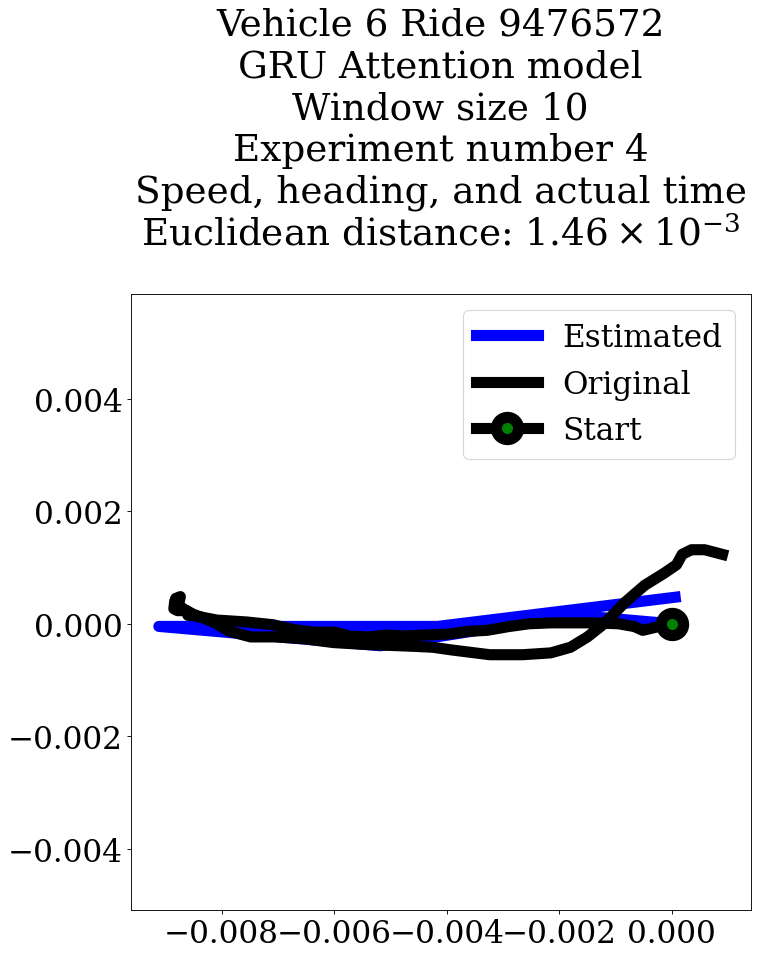 Vehicle 6 Ride 9476572
GRU Attention model
Window size 10
Experiment number 4
Speed, heading, and actual time
Euclidean distance: 1.46 × 10⁻³
Estimated
Original
Start
0.004
0.002
0.000
−0.002
−0.004
−0.008 −0.006 −0.004 −0.002 0.000